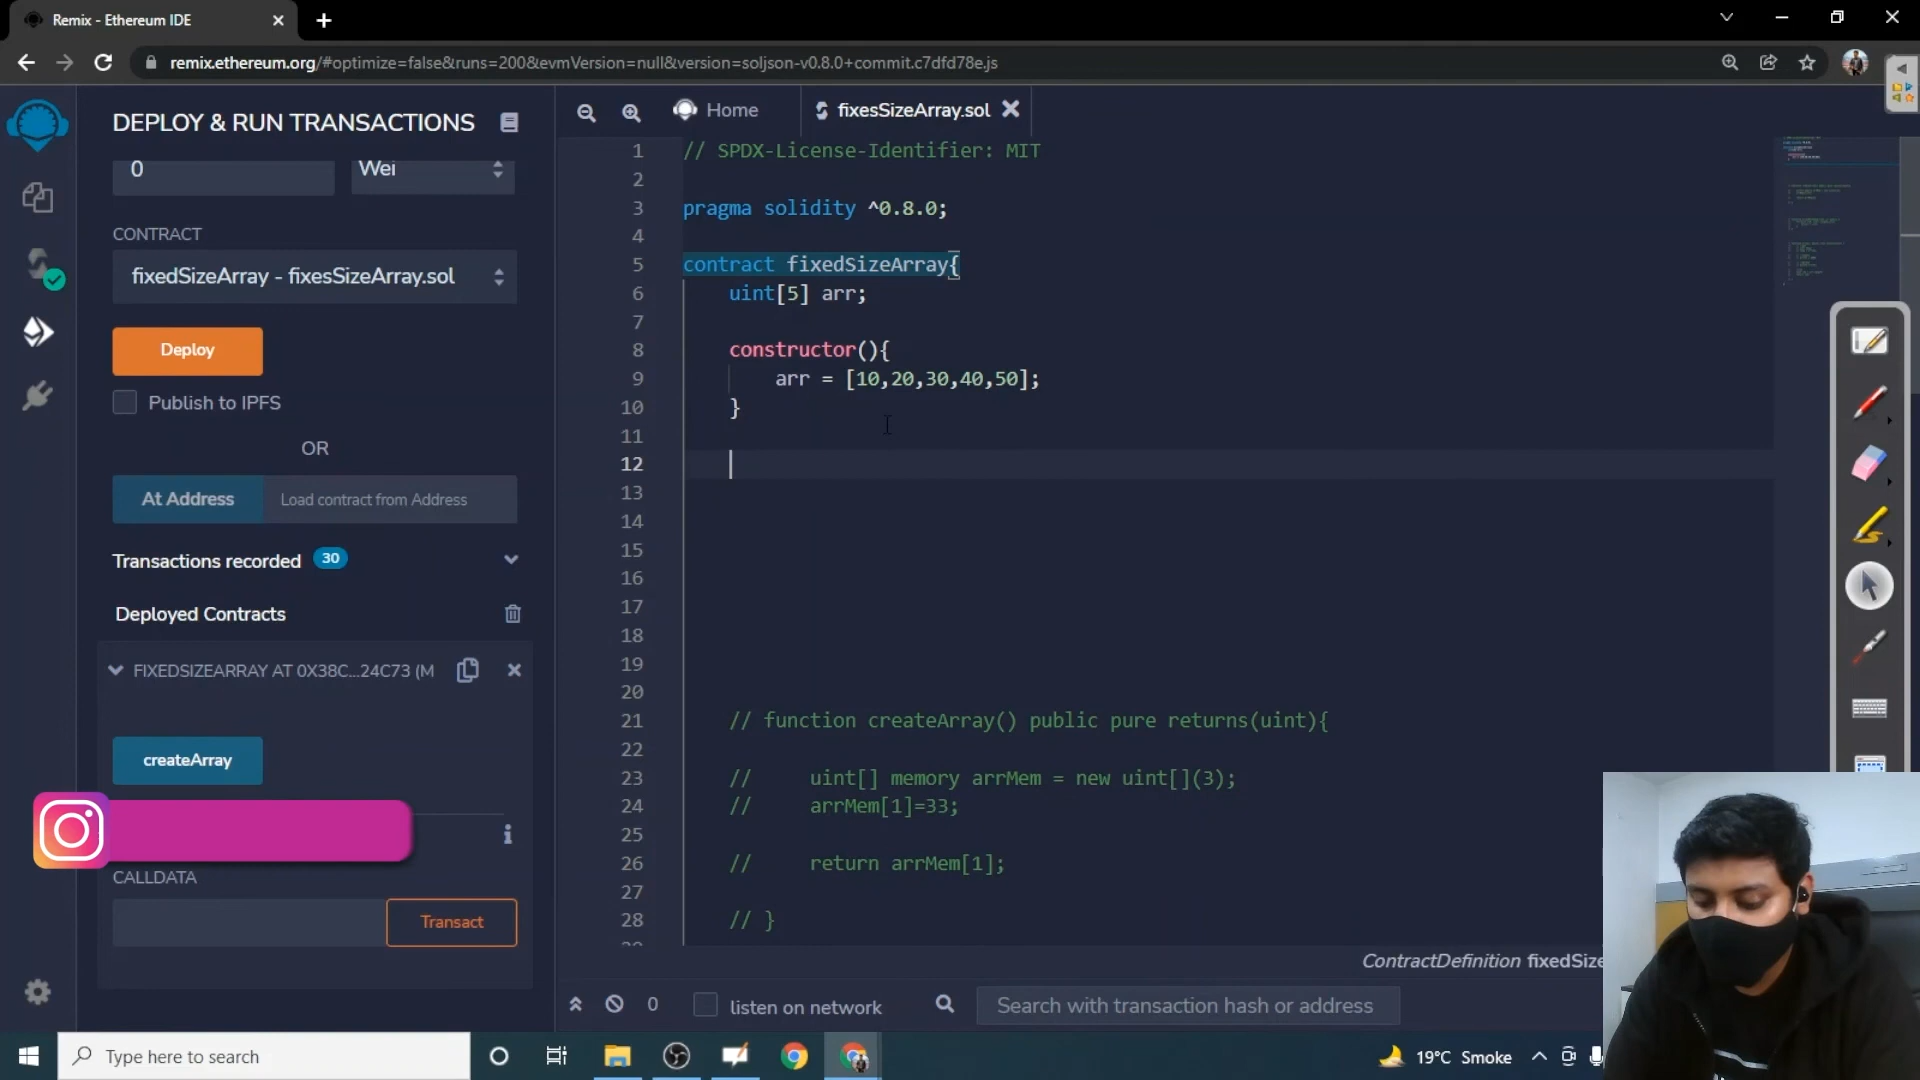 Remix - Ethereum IDE
remix.ethereum.org/#optimize=false&runs=200&evmVersion=null&version=soljson-v0.8.0+commit.c7dfd78e.js
DEPLOY & RUN TRANSACTIONS
0
Wei
CONTRACT
fixedSizeArray - fixesSizeArray.sol
Deploy
Publish to IPFS
OR
At Address
Load contract from Address
Transactions recorded 30
Deployed Contracts
FIXEDSIZEARRAY AT 0X38C...24C73 (M
createArray
CALLDATA
Transact
Home
fixesSizeArray.sol
1 // SPDX-License-Identifier: MIT
2
3 pragma solidity ^0.8.0;
4
5 contract fixedSizeArray{
6 uint[5] arr;
7
8 constructor(){
9 arr = [10,20,30,40,50];
10 }
11
12
13
14
15
16
17
18
19
20
21 // function createArray() public pure returns(uint){
22
23 // uint[] memory arrMem = new uint[](3);
24 // arrMem[1]=33;
25
26 // return arrMem[1];
27
28 // }
ContractDefinition fixedSize
0
listen on network
Search with transaction hash or address
Type here to search
19°C Smoke